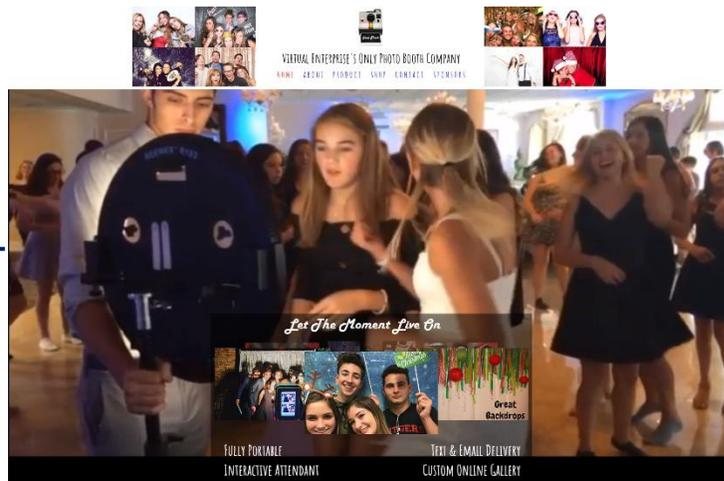 Virtual Enterprise's Only Photo Booth Company
HOME ABOUT PRODUCT SHOP CONTACT SPONSORS
Let The Moment Live On
Great
Backdrops
Fully Portable
Text & Email Delivery
Interactive Attendant
Custom Online Gallery